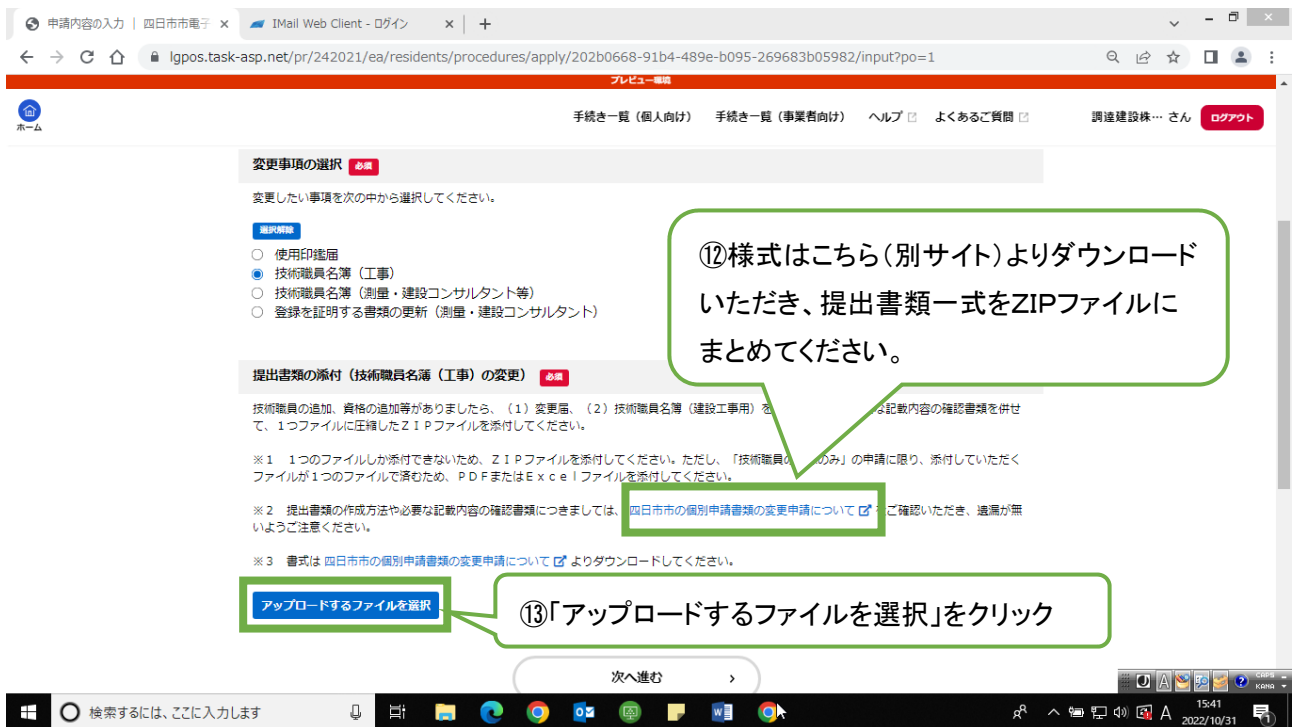 申請内容の入力 | 四日市市電子
IMail Web Client - ログイン
lgpos.task-asp.net/pr/242021/ea/residents/procedures/apply/202b0668-91b4-489e-b095-269683b05982/input?po=1
プレビュー環境
ホーム
手続き一覧（個人向け） 手続き一覧（事業者向け） ヘルプ よくあるご質問 調達建設株… さん ログアウト
変更事項の選択 必須
変更したい事項を次の中から選択してください。
選択解除
使用印鑑届
技術職員名簿（工事）
技術職員名簿（測量・建設コンサルタント等）
登録を証明する書類の更新（測量・建設コンサルタント）
⑫様式はこちら（別サイト）よりダウンロード
いただき、提出書類一式をZIPファイルに
まとめてください。
提出書類の添付（技術職員名簿（工事）の変更） 必須
技術職員の追加、資格の追加等がありましたら、（１）変更届、（２）技術職員名簿（建設工事用）を な記載内容の確認書類を併せ
て、１つファイルに圧縮したＺＩＰファイルを添付してください。
※１ １つのファイルしか添付できないため、ＺＩＰファイルを添付してください。ただし、「技術職員の のみ」の申請に限り、添付していただく
ファイルが１つのファイルで済むため、ＰＤＦまたはＥｘｃｅｌファイルを添付してください。
※２ 提出書類の作成方法や必要な記載内容の確認書類につきましては、 四日市市の個別申請書類の変更申請について をご確認いただき、遺漏が無
いようご注意ください。
※３ 書式は 四日市市の個別申請書類の変更申請について よりダウンロードしてください。
アップロードするファイルを選択
⑬「アップロードするファイルを選択」をクリック
次へ進む
検索するには、ここに入力します
CAPS
KANA
A
15:41
2022/10/31